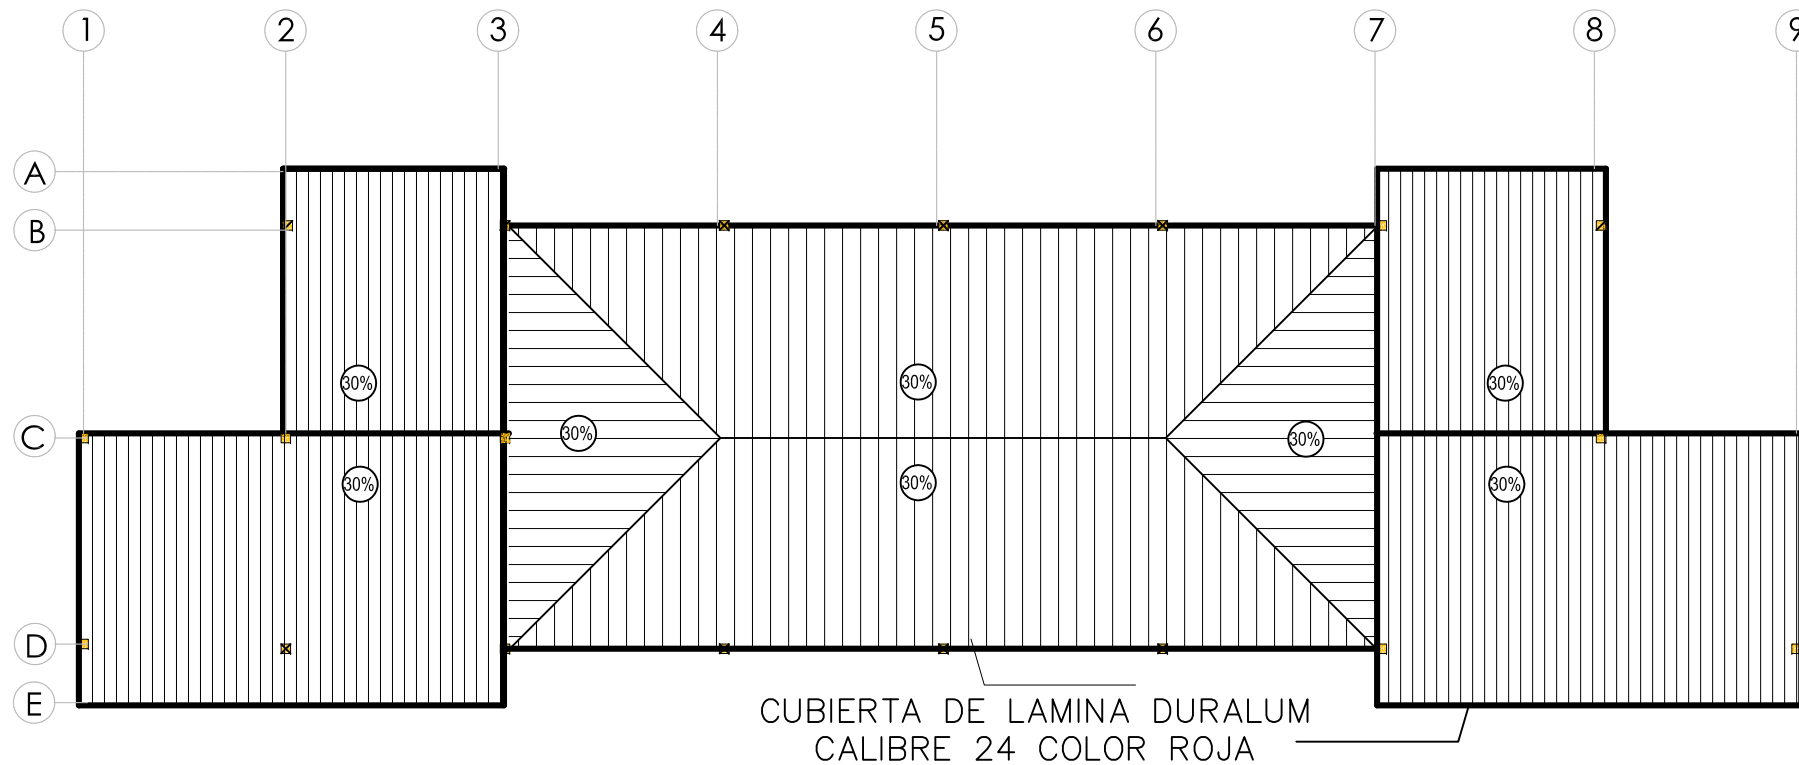 1 2 3 4 5 6 7 8 9
A
B
30% 30% 30%
C
30% 30%
30% 30% 30%
D
E
CUBIERTA DE LAMINA DURALUM
CALIBRE 24 COLOR ROJA